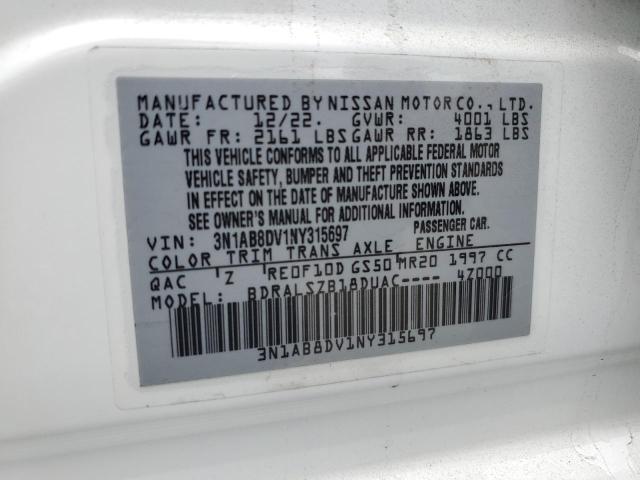 MANUFACTURED BY NISSAN MOTOR CO., LTD.
DATE: 12/22. GVWR: 4001 LBS
GAWR FR: 2161 LBS GAWR RR: 1863 LBS
THIS VEHICLE CONFORMS TO ALL APPLICABLE FEDERAL MOTOR
VEHICLE SAFETY, BUMPER AND THEFT PREVENTION STANDARDS
IN EFFECT ON THE DATE OF MANUFACTURE SHOWN ABOVE.
SEE OWNER'S MANUAL FOR ADDITIONAL INSTRUCTION
VIN: 3N1AB8DV1NY315697 PASSENGER CAR.
COLOR TRIM TRANS AXLE ENGINE
QAC Z RE0F10D GS50 MR20 1997 CC
MODEL: BDRALSZB18DUAC---- 4Z000
3N1AB8DV1NY315697